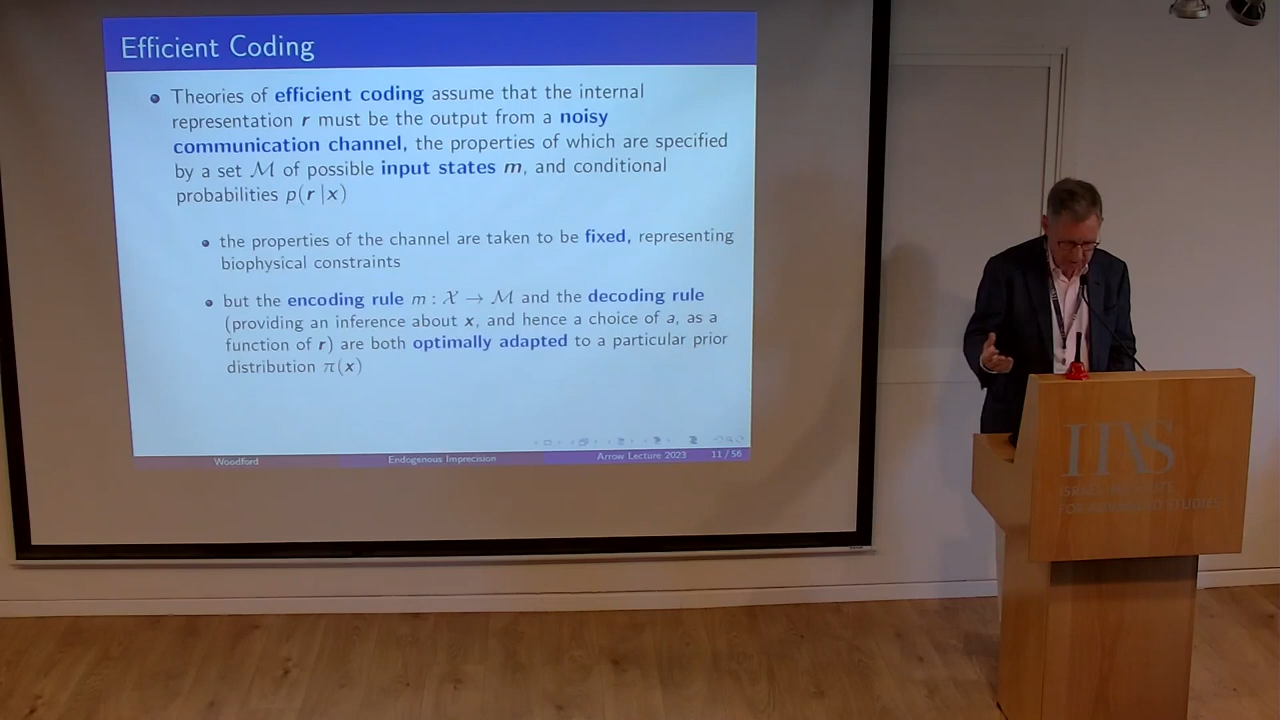 Efficient Coding
Theories of efficient coding assume that the internal
representation r must be the output from a noisy
communication channel, the properties of which are specified
by a set ℳ of possible input states m, and conditional
probabilities p(r|x)
the properties of the channel are taken to be fixed, representing
biophysical constraints
but the encoding rule m : 𝒳 → ℳ and the decoding rule
(providing an inference about x, and hence a choice of a, as a
function of r) are both optimally adapted to a particular prior
distribution π(x)
Woodford Endogenous Imprecision Arrow Lecture 2023 11 / 56
IIAS
ISRAEL INSTITUTE
FOR ADVANCED STUDIES